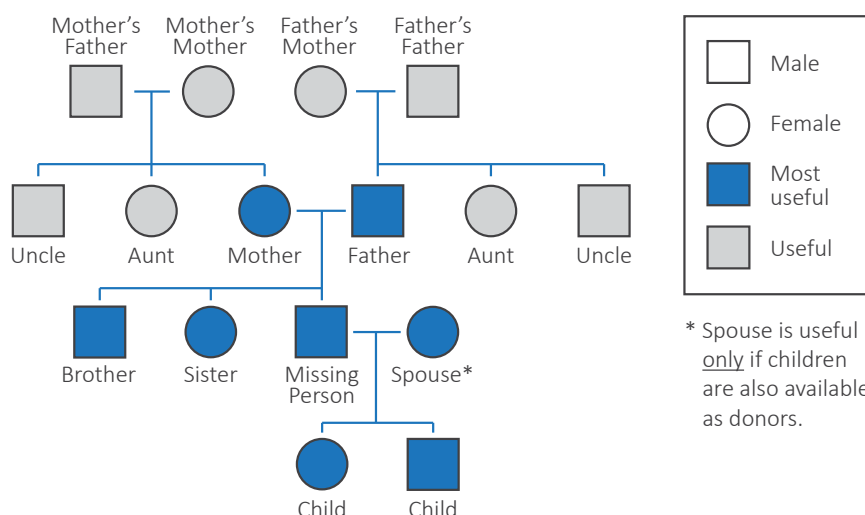 Mother's Father
Mother's Mother
Father's Mother
Father's Father
Uncle
Aunt
Mother
Father
Aunt
Uncle
Brother
Sister
Missing Person
Spouse*
Child
Child
Male
Female
Most useful
Useful
* Spouse is useful
only if children
are also available
as donors.